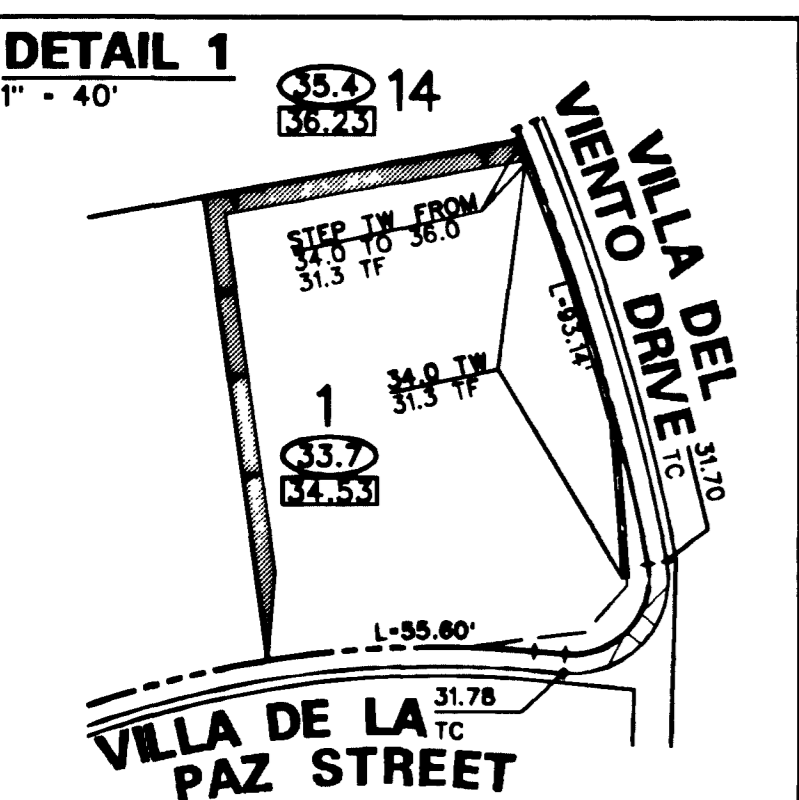 DETAIL 1
1" - 40'
35.4
14
36.23
VILLA DEL
VIENTO DRIVE
STEP TW FROM
34.0 TO 36.0
31.3 TF
L=93.14'
34.0 TW
31.3 TF
1
33.7
34.53
31.70
TC
L=55.60'
31.78
TC
VILLA DE LA
PAZ STREET